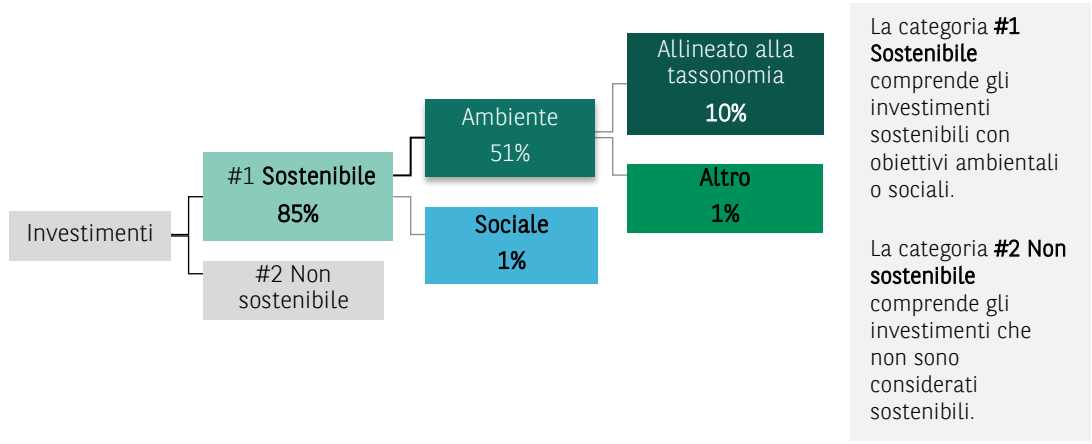 Investimenti
#1 Sostenibile
85%
#2 Non
sostenibile
Ambiente
51%
Sociale
1%
Allineato alla
tassonomia
10%
Altro
1%
La categoria #1
Sostenibile
comprende gli
investimenti
sostenibili con
obiettivi ambientali
o sociali.
La categoria #2 Non
sostenibile
comprende gli
investimenti che
non sono
considerati
sostenibili.